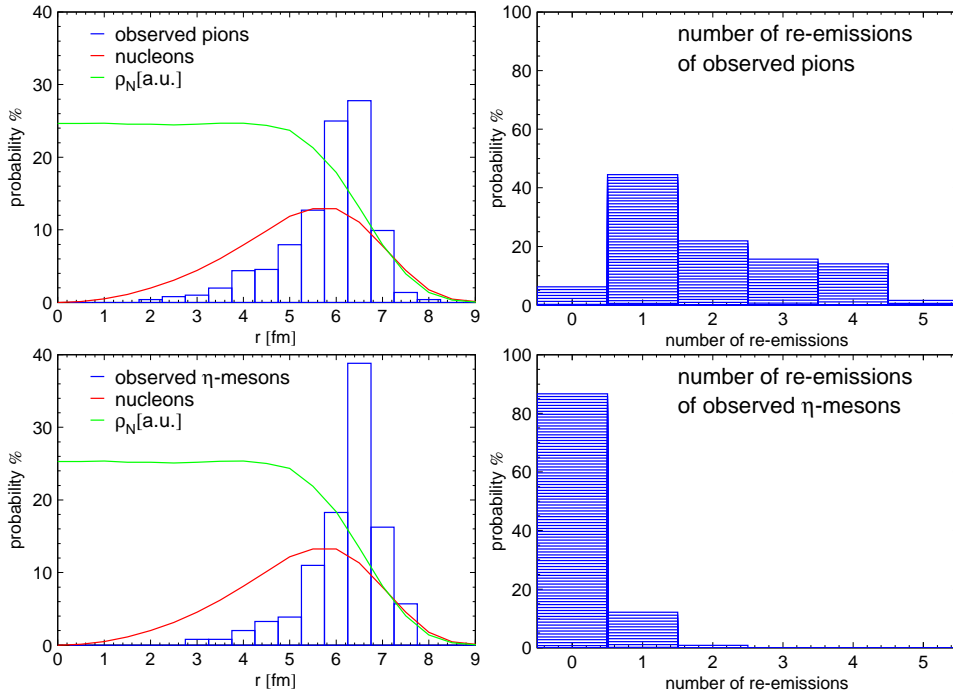 observed pions
nucleons
ρN[a.u.]
probability %
40
30
20
10
0
0 1 2 3 4 5 6 7 8 9
r [fm]
number of re-emissions
of observed pions
probability %
100
80
60
40
20
0
0 1 2 3 4 5
number of re-emissions
observed η-mesons
nucleons
ρN[a.u.]
probability %
40
30
20
10
0
0 1 2 3 4 5 6 7 8 9
r [fm]
number of re-emissions
of observed η-mesons
probability %
100
80
60
40
20
0
0 1 2 3 4 5
number of re-emissions